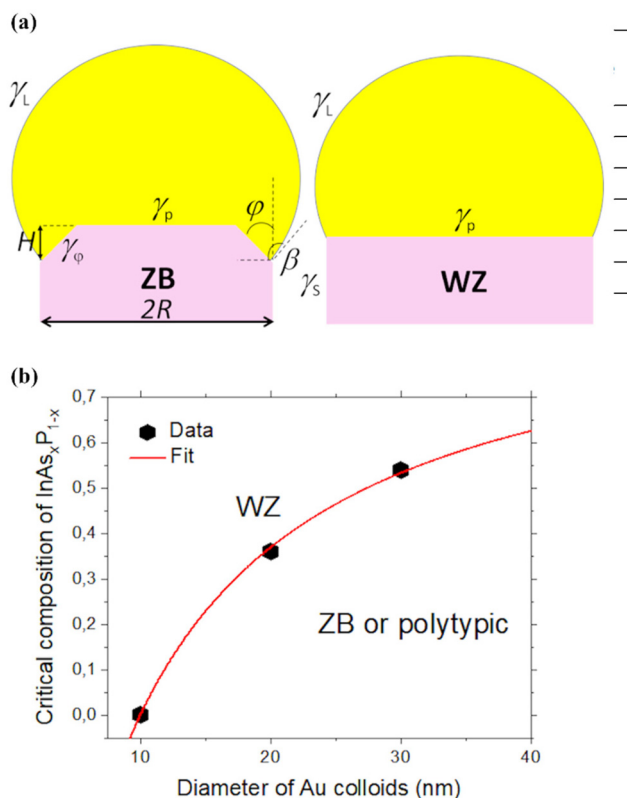 (a)
γL γL
γp φ γp
H γφ β
ZB γS WZ
2R
(b)
0,7
Data
Fit
0,6
0,5
WZ
0,4
0,3
ZB or polytypic
0,2
0,1
0,0
10 20 30 40
Critical composition of InAsxP1-x
Diameter of Au colloids (nm)